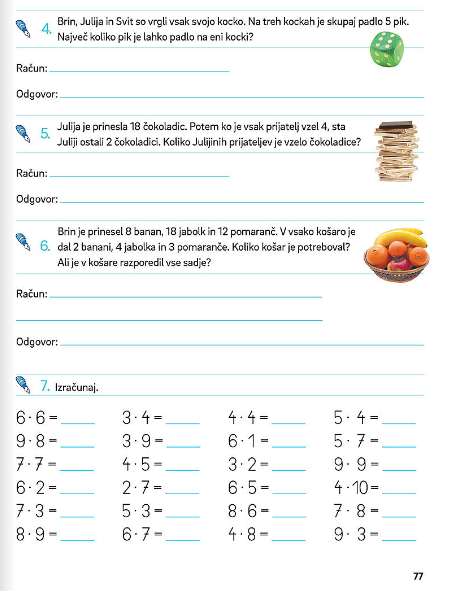 4. Brin, Julija in Svit so vrgli vsak svojo kocko. Na treh kockah je skupaj padlo 5 pik.
Največ koliko pik je lahko padlo na eni kocki?
Račun:
Odgovor:
5. Julija je prinesla 18 čokoladic. Potem ko je vsak prijatelj vzel 4, sta
Juliji ostali 2 čokoladici. Koliko Julijinih prijateljev je vzelo čokoladice?
Račun:
Odgovor:
6. Brin je prinesel 8 banan, 18 jabolk in 12 pomaranč. V vsako košaro je
dal 2 banani, 4 jabolka in 3 pomaranče. Koliko košar je potreboval?
Ali je v košare razporedil vse sadje?
Račun:
Odgovor:
7. Izračunaj.
6 · 6 = 3 · 4 = 4 · 4 = 5 · 4 =
9 · 8 = 3 · 9 = 6 · 1 = 5 · 7 =
7 · 7 = 4 · 5 = 3 · 2 = 9 · 9 =
6 · 2 = 2 · 7 = 6 · 5 = 4 · 10 =
7 · 3 = 5 · 3 = 8 · 6 = 7 · 8 =
8 · 9 = 6 · 7 = 4 · 8 = 9 · 3 =
77